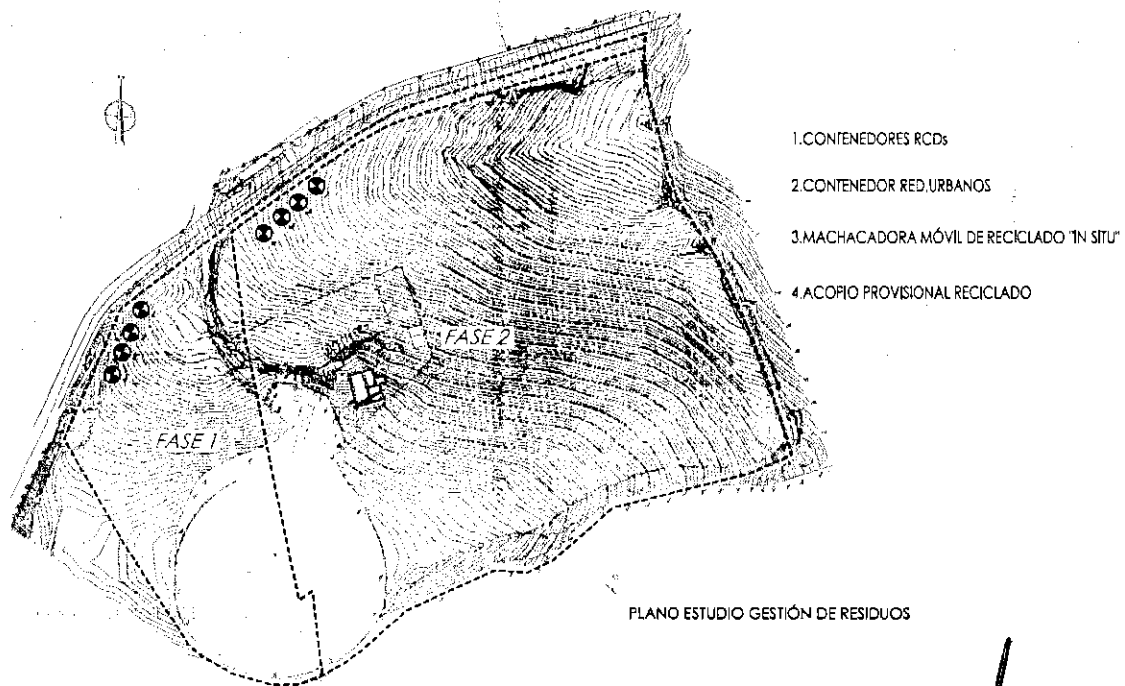 1.CONTENEDORES RCDs
2.CONTENEDOR RED.URBANOS
3.MACHACADORA MÓVIL DE RECICLADO "IN SITU"
4.ACOPIO PROVISIONAL RECICLADO
FASE 2
FASE 1
PLANO ESTUDIO GESTIÓN DE RESIDUOS